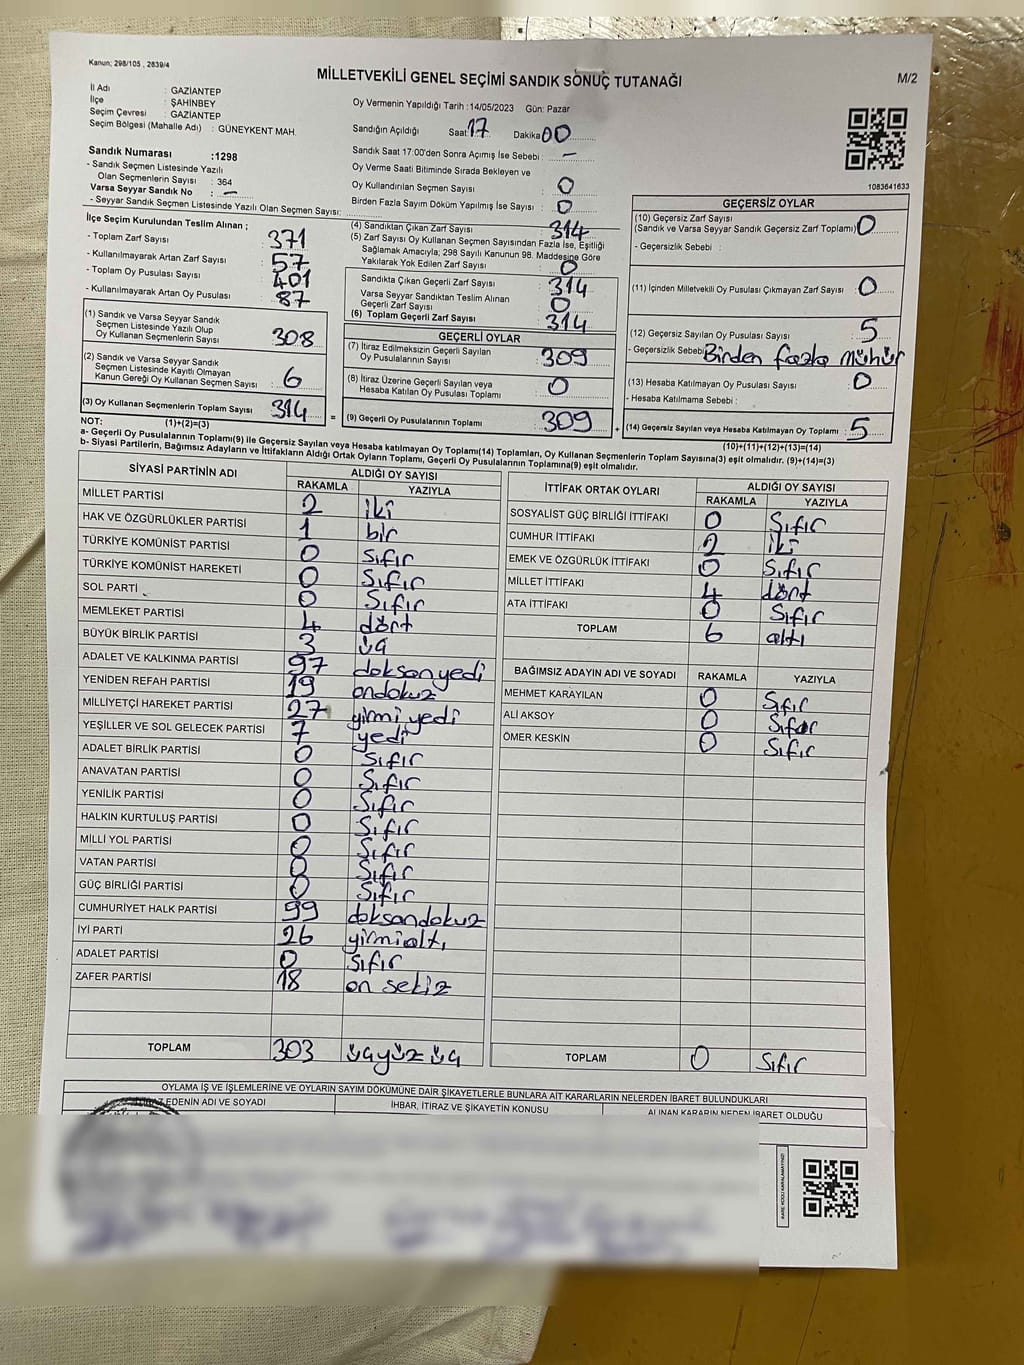 Kanun; 298/105 , 2839/4
MİLLETVEKİLİ GENEL SEÇİMİ SANDIK SONUÇ TUTANAĞI
M/2
İl Adı : GAZİANTEP
İlçe : ŞAHİNBEY
Seçim Çevresi : GAZİANTEP
Seçim Bölgesi (Mahalle Adı) : GÜNEYKENT MAH.
Sandık Numarası :1298
- Sandık Seçmen Listesinde Yazılı
Olan Seçmenlerin Sayısı : 364
Varsa Seyyar Sandık No : -
- Seyyar Sandık Seçmen Listesinde Yazılı Olan Seçmen Sayısı:
Oy Vermenin Yapıldığı Tarih :14/05/2023 Gün: Pazar
Sandığın Açıldığı Saat: 17 Dakika 00
Sandık Saat 17:00'den Sonra Açımış İse Sebebi : -
Oy Verme Saati Bitiminde Sırada Bekleyen ve
Oy Kullandırılan Seçmen Sayısı : 0
Birden Fazla Sayım Döküm Yapılmış İse Sayısı : 0
1083641633
İlçe Seçim Kurulundan Teslim Alınan ;
- Toplam Zarf Sayısı : 371
- Kullanılmayarak Artan Zarf Sayısı : 57
- Toplam Oy Pusulası Sayısı : 401
- Kullanılmayarak Artan Oy Pusulası : 87
(1) Sandık ve Varsa Seyyar Sandık
Seçmen Listesinde Yazılı Olup
Oy Kullanan Seçmenlerin Sayısı : 308
(2) Sandık ve Varsa Seyyar Sandık
Seçmen Listesinde Kayıtlı Olmayan
Kanun Gereği Oy Kullanan Seçmen Sayısı : 6
(3) Oy Kullanan Seçmenlerin Toplam Sayısı : 314
(1)+(2)=(3)
(4) Sandıktan Çıkan Zarf Sayısı : 314
(5) Zarf Sayısı Oy Kullanan Seçmen Sayısından Fazla İse, Eşitliği
Sağlamak Amacıyla; 298 Sayılı Kanunun 98. Maddesine Göre
Yakılarak Yok Edilen Zarf Sayısı : 0
Sandıkta Çıkan Geçerli Zarf Sayısı : 314
Varsa Seyyar Sandıktan Teslim Alınan
Geçerli Zarf Sayısı : 0
(6) Toplam Geçerli Zarf Sayısı : 314
GEÇERLİ OYLAR
(7) İtiraz Edilmeksizin Geçerli Sayılan
Oy Pusulalarının Sayısı : 309
(8) İtiraz Üzerine Geçerli Sayılan veya
Hesaba Katılan Oy Pusulası Toplamı : 0
= (9) Geçerli Oy Pusulalarının Toplamı : 309
GEÇERSİZ OYLAR
(10) Geçersiz Zarf Sayısı
(Sandık ve Varsa Seyyar Sandık Geçersiz Zarf Toplamı) : 0
- Geçersizlik Sebebi :
(11) İçinden Milletvekili Oy Pusulası Çıkmayan Zarf Sayısı : 0
(12) Geçersiz Sayılan Oy Pusulası Sayısı : 5
- Geçersizlik Sebebi Binden fazla mühür
(13) Hesaba Katılmayan Oy Pusulası Sayısı : 0
- Hesaba Katılmama Sebebi :
+ (14) Geçersiz Sayılan veya Hesaba Katılmayan Oy Toplamı : 5
(10)+(11)+(12)+(13)=(14)
NOT:
a- Geçerli Oy Pusulalarının Toplamı(9) ile Geçersiz Sayılan veya Hesaba katılmayan Oy Toplamı(14) Toplamları, Oy Kullanan Seçmenlerin Toplam Sayısına(3) eşit olmalıdır. (9)+(14)=(3)
b- Siyasi Partilerin, Bağımsız Adayların ve İttifakların Aldığı Ortak Oyların Toplamı, Geçerli Oy Pusulalarının Toplamına(9) eşit olmalıdır.
SİYASİ PARTİNİN ADI ALDIĞI OY SAYISI
RAKAMLA YAZIYLA
MİLLET PARTİSİ 2 iki
HAK VE ÖZGÜRLÜKLER PARTİSİ 1 bir
TÜRKİYE KOMÜNİST PARTİSİ 0 sıfır
TÜRKİYE KOMÜNİST HAREKETİ 0 Sıfır
SOL PARTİ 0 Sıfır
MEMLEKET PARTİSİ 4 dört
BÜYÜK BİRLİK PARTİSİ 3 üç
ADALET VE KALKINMA PARTİSİ 97 doksanyedi
YENİDEN REFAH PARTİSİ 19 ondokuz
MİLLİYETÇİ HAREKET PARTİSİ 27 yirmi yedi
YEŞİLLER VE SOL GELECEK PARTİSİ 7 yedi
ADALET BİRLİK PARTİSİ 0 Sıfır
ANAVATAN PARTİSİ 0 Sıfır
YENİLİK PARTİSİ 0 Sıfır
HALKIN KURTULUŞ PARTİSİ 0 Sıfır
MİLLİ YOL PARTİSİ 0 Sıfır
VATAN PARTİSİ 0 Sıfır
GÜÇ BİRLİĞİ PARTİSİ 0 Sıfır
CUMHURİYET HALK PARTİSİ 99 doksandokuz
İYİ PARTİ 26 yirmialtı
ADALET PARTİSİ 0 Sıfır
ZAFER PARTİSİ 18 on sekiz
TOPLAM 303 üçyüz üç
İTTİFAK ORTAK OYLARI ALDIĞI OY SAYISI
RAKAMLA YAZIYLA
SOSYALİST GÜÇ BİRLİĞİ İTTİFAKI 0 Sıfır
CUMHUR İTTİFAKI 2 iki
EMEK VE ÖZGÜRLÜK İTTİFAKI 0 Sıfır
MİLLET İTTİFAKI 4 dört
ATA İTTİFAKI 0 Sıfır
TOPLAM 6 altı
BAĞIMSIZ ADAYIN ADI VE SOYADI RAKAMLA YAZIYLA
MEHMET KARAYILAN 0 Sıfır
ALİ AKSOY 0 Sıfır
ÖMER KESKİN 0 Sıfır
TOPLAM 0 Sıfır
OYLAMA İŞ VE İŞLEMLERİNE VE OYLARIN SAYIM DÖKÜMÜNE DAİR ŞİKAYETLERLE BUNLARA AİT KARARLARIN NELERDEN İBARET BULUNDUKLARI
EDENİN ADI VE SOYADI İHBAR, İTİRAZ VE ŞİKAYETİN KONUSU ALINAN KARARIN NEDEN İBARET OLDUĞU